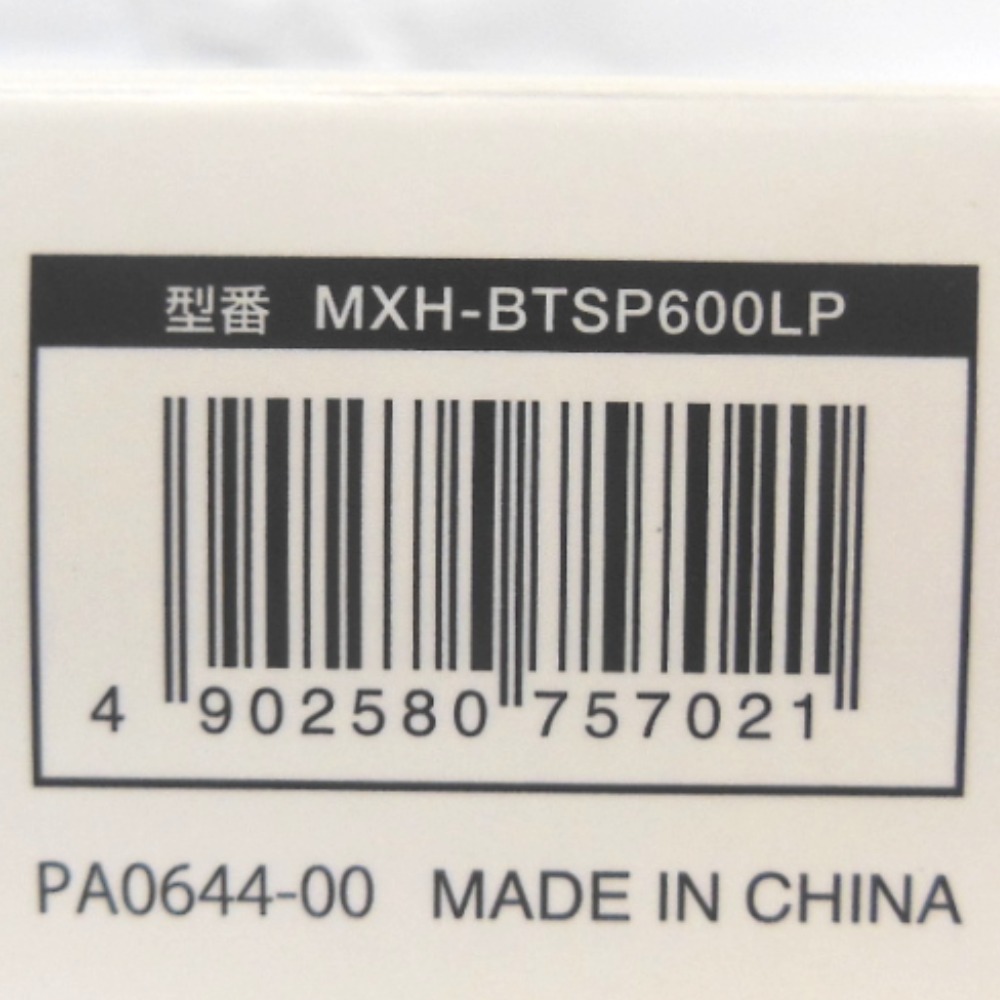 型番 MXH-BTSP600LP
4 902580 757021
PA0644-00 MADE IN CHINA